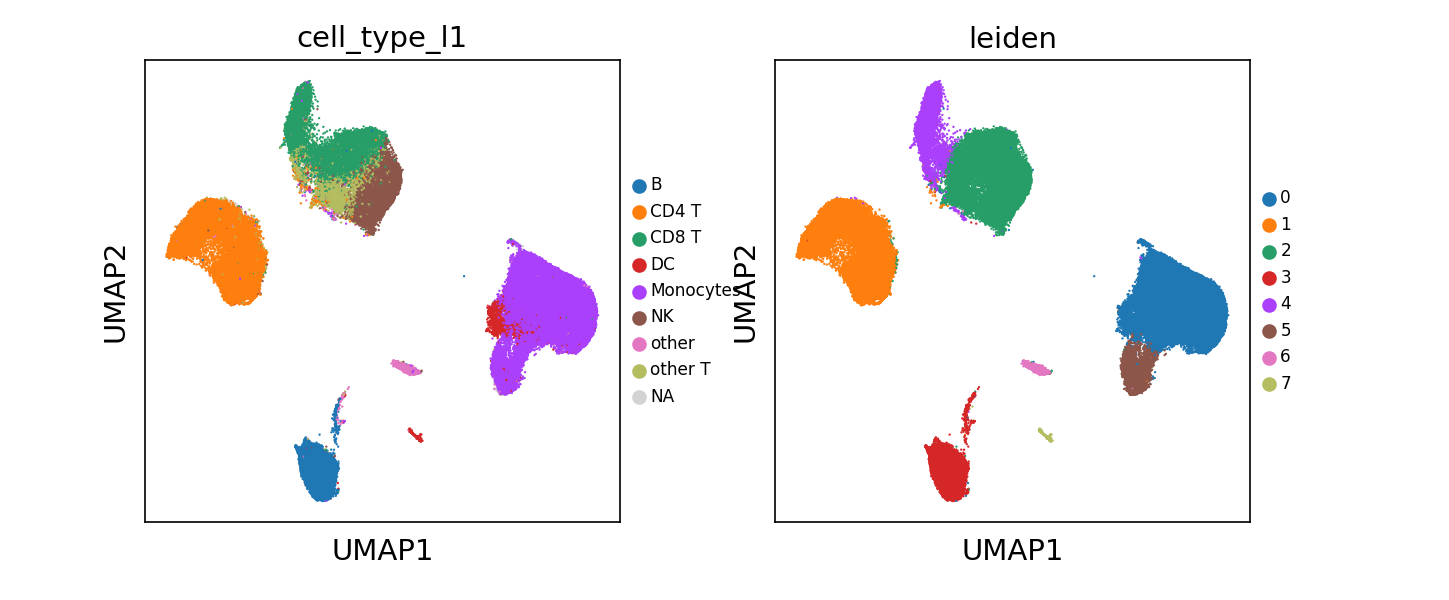 cell_type_l1
UMAP2
UMAP1
B
CD4 T
CD8 T
DC
Monocytes
NK
other
other T
NA
leiden
UMAP2
UMAP1
0
1
2
3
4
5
6
7